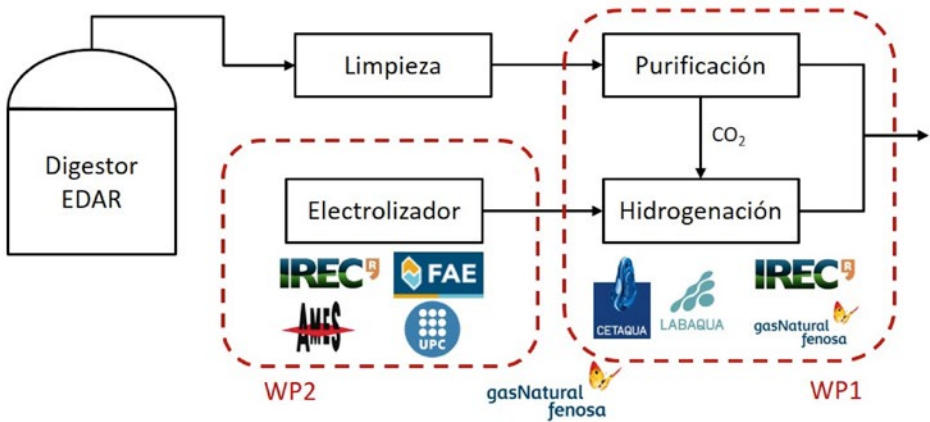 Limpieza
Purificación
Digestor
EDAR
CO₂
Electrolizador
Hidrogenación
IREC R
FAE
AMES
UPC
CETAQUA
LABAQUA
IREC R
gasNatural
fenosa
WP2
gasNatural
fenosa
WP1